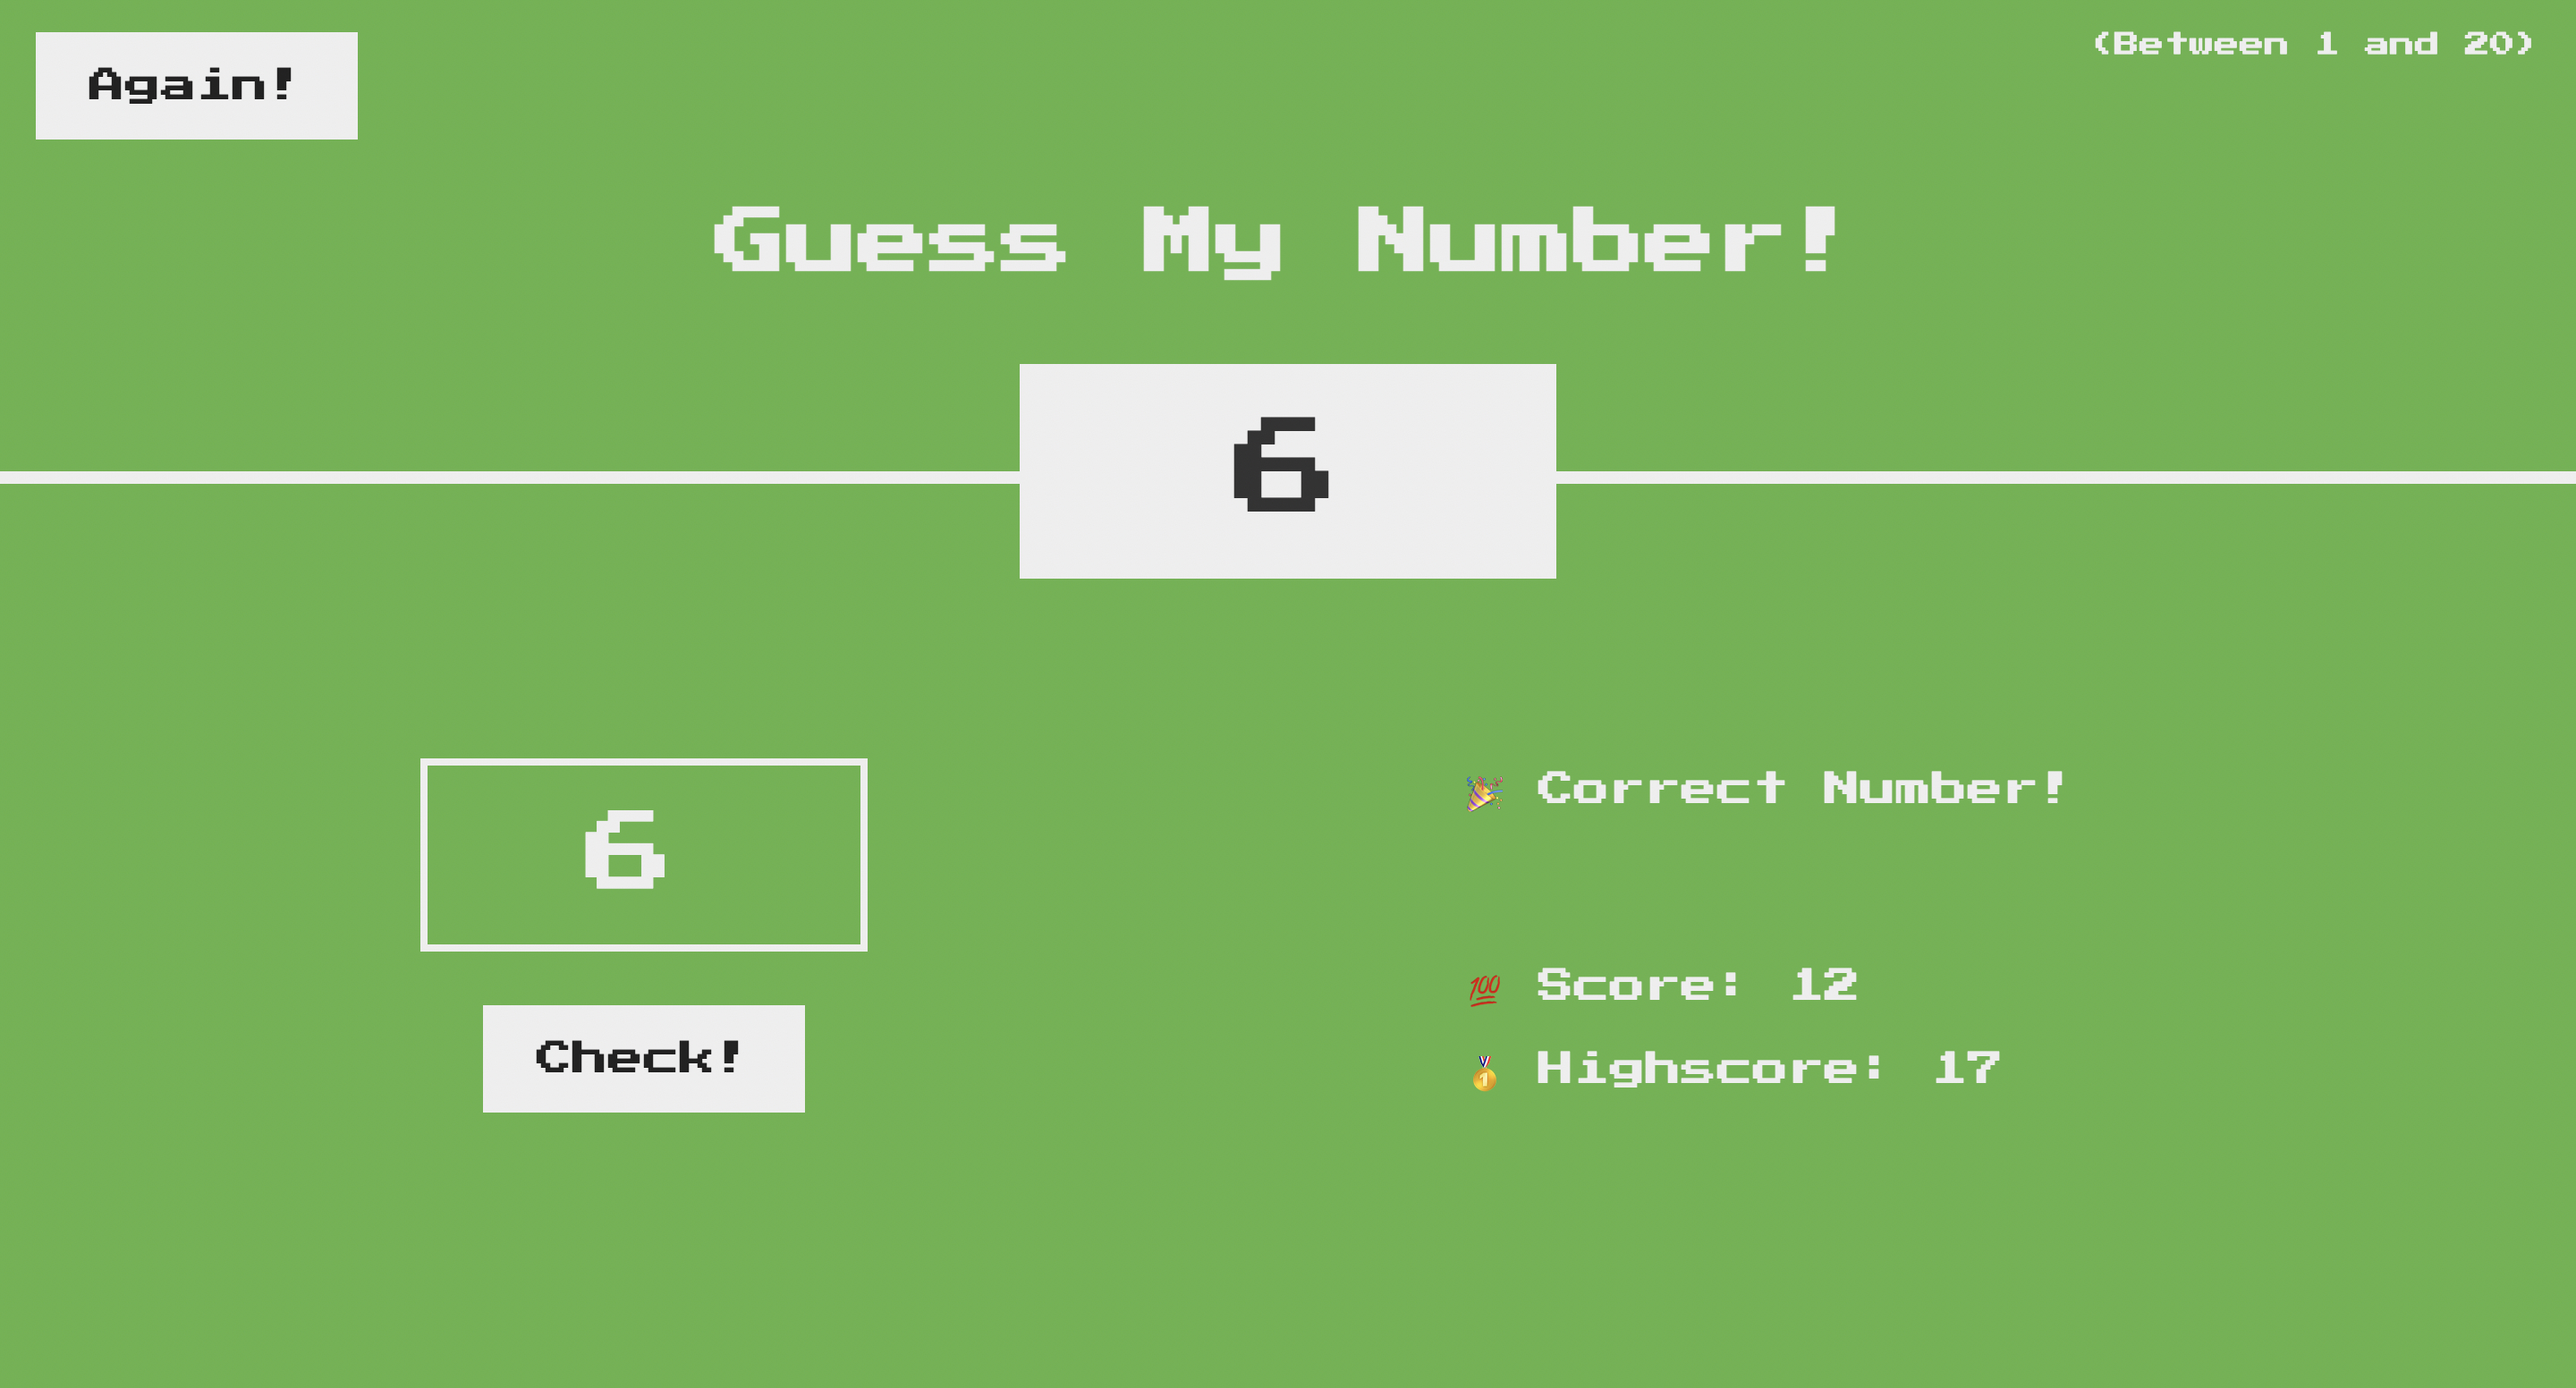 Again!
(Between 1 and 20)
Guess My Number!
6
6
Check!
🎉 Correct Number!
💯 Score: 12
🥇 Highscore: 17